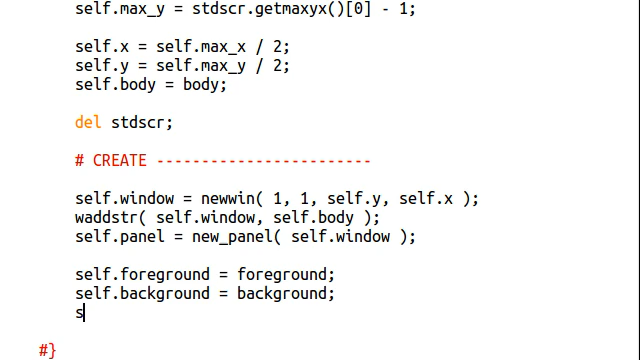 self.max_y = stdscr.getmaxyx()[0] - 1;
self.x = self.max_x / 2;
self.y = self.max_y / 2;
self.body = body;
del stdscr;
# CREATE ------------------------
self.window = newwin( 1, 1, self.y, self.x );
waddstr( self.window, self.body );
self.panel = new_panel( self.window );
self.foreground = foreground;
self.background = background;
s
#}